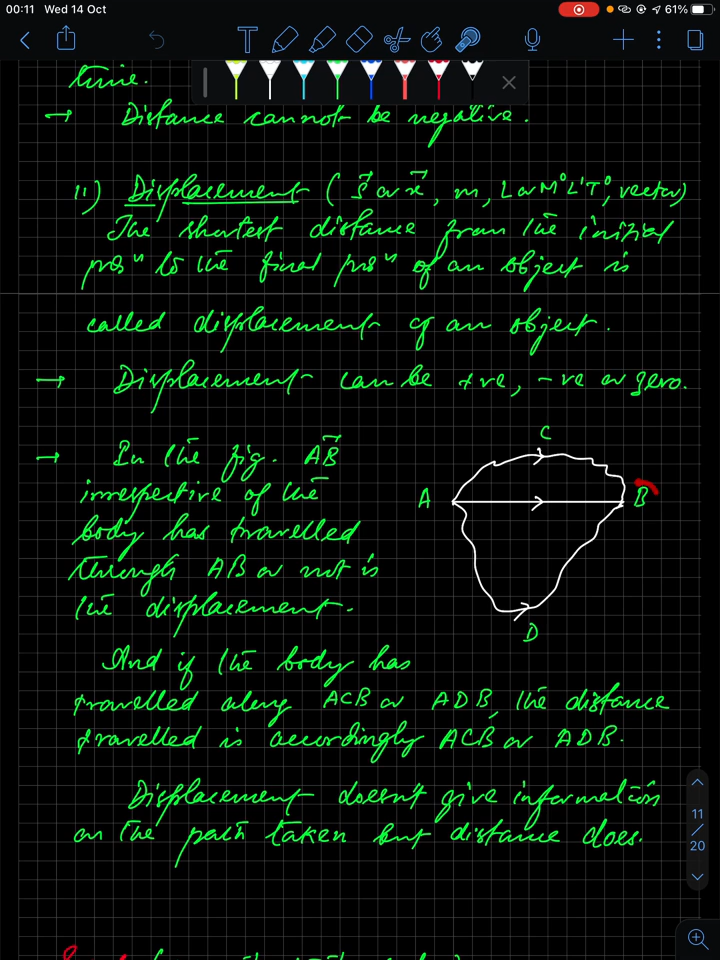 00:11 Wed 14 Oct
61%
time.
→ Distance cannot be negative.
11) Displacement ( S⃗ or x⃗, m, L or M⁰L¹T⁰, vector)
The shortest distance from the initial
posⁿ to the final posⁿ of an object is
called displacement of an object.
→ Displacement can be +ve, -ve or zero.
→ In the fig. AB⃗
irrespective of the
body has travelled
through AB or not is
the displacement.
C
A
B
D
And if the body has
travelled along ACB or ADB, the distance
travelled is accordingly ACB or ADB.
Displacement doesn't give information
on the path taken but distance does.
11
/
20